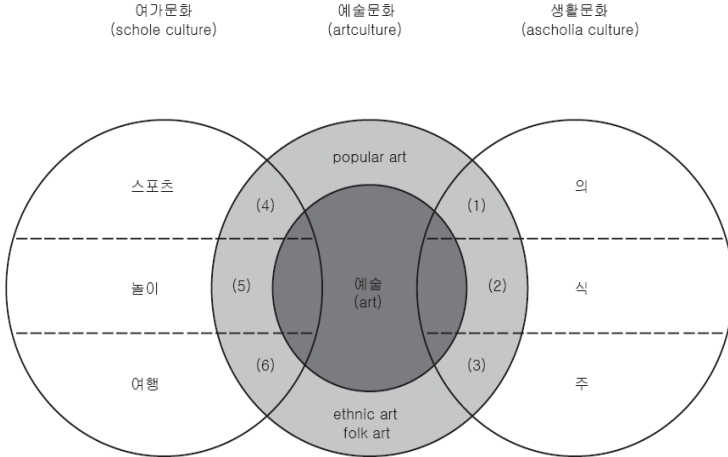 여가문화
(schole culture)
예술문화
(artculture)
생활문화
(ascholia culture)
popular art
스포츠
(4)
(1)
의
놀이
(5)
예술
(art)
(2)
식
여행
(6)
(3)
주
ethnic art
folk art